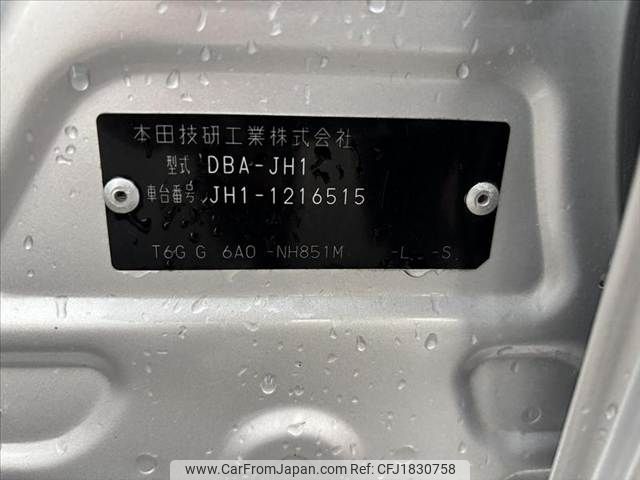 本田技研工業株式会社
型式 DBA-JH1
車台番号 JH1-1216515
T6G G 6A0 -NH851M -L -S
www.CarFromJapan.com Ref:CFJ1830758